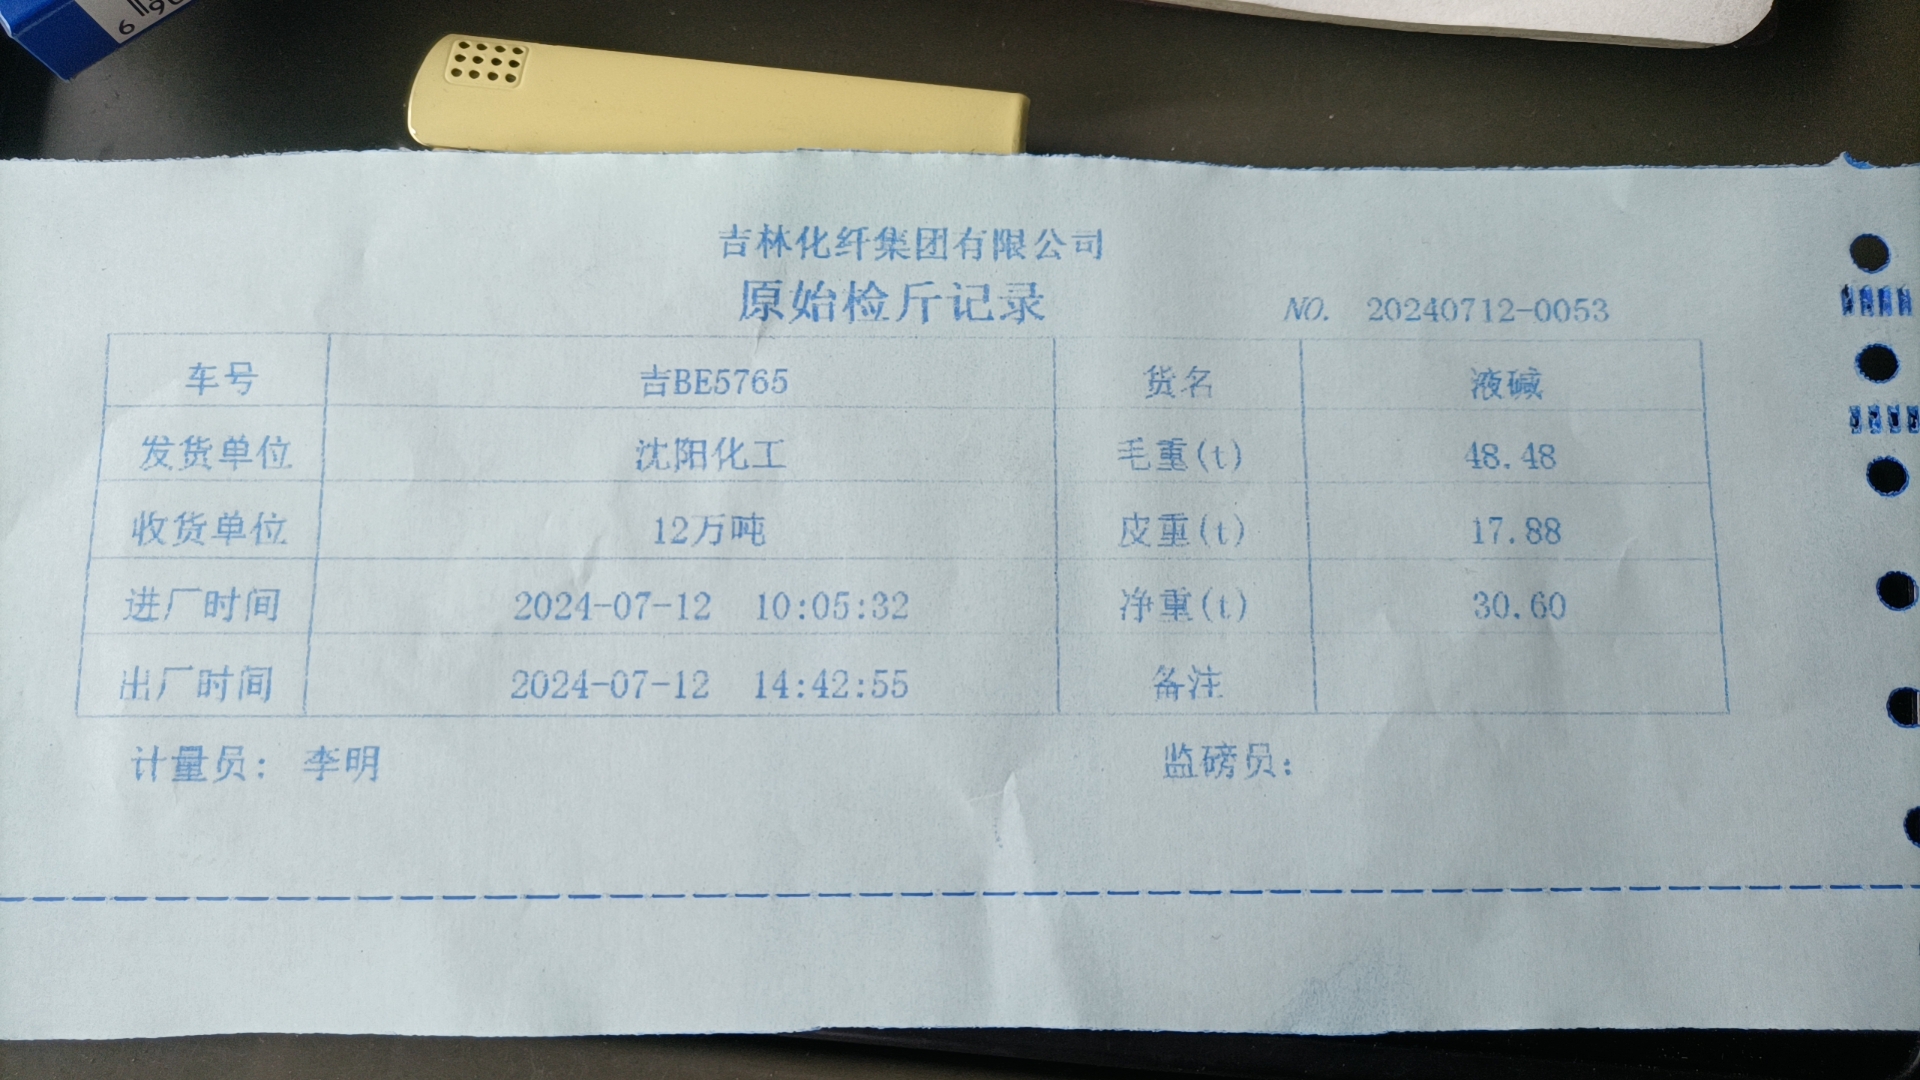 吉林化纤集团有限公司
原始检斤记录 NO. 20240712-0053
车号 吉BE5765 货名 液碱
发货单位 沈阳化工 毛重(t) 48.48
收货单位 12万吨 皮重(t) 17.88
进厂时间 2024-07-12 10:05:32 净重(t) 30.60
出厂时间 2024-07-12 14:42:55 备注
计量员: 李明 监磅员: